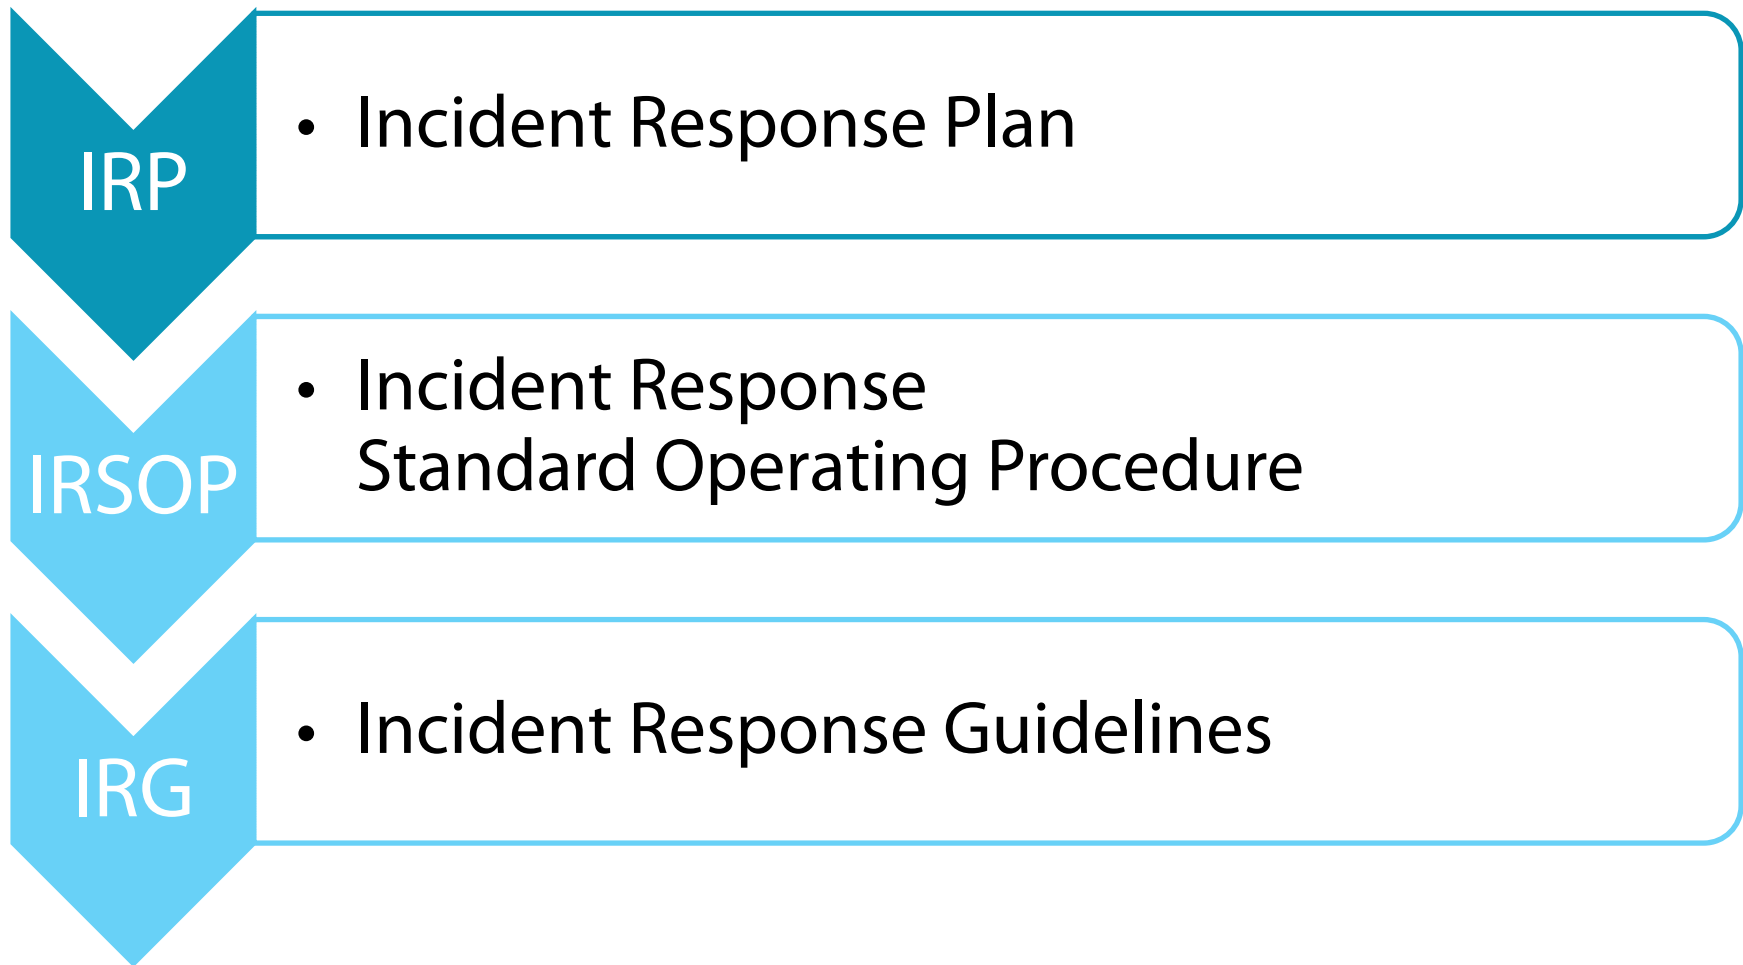 IRP
• Incident Response Plan
IRSOP
• Incident Response
Standard Operating Procedure
IRG
• Incident Response Guidelines